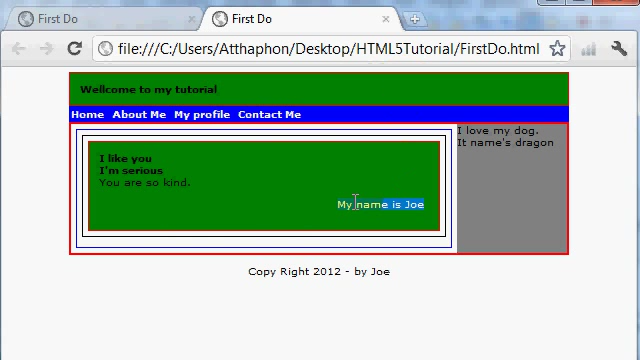 First Do
First Do
file:///C:/Users/Atthaphon/Desktop/HTML5Tutorial/FirstDo.html
Wellcome to my tutorial
Home About Me My profile Contact Me
I like you
I'm serious
You are so kind.
My name is Joe
I love my dog.
It name's dragon
Copy Right 2012 - by Joe